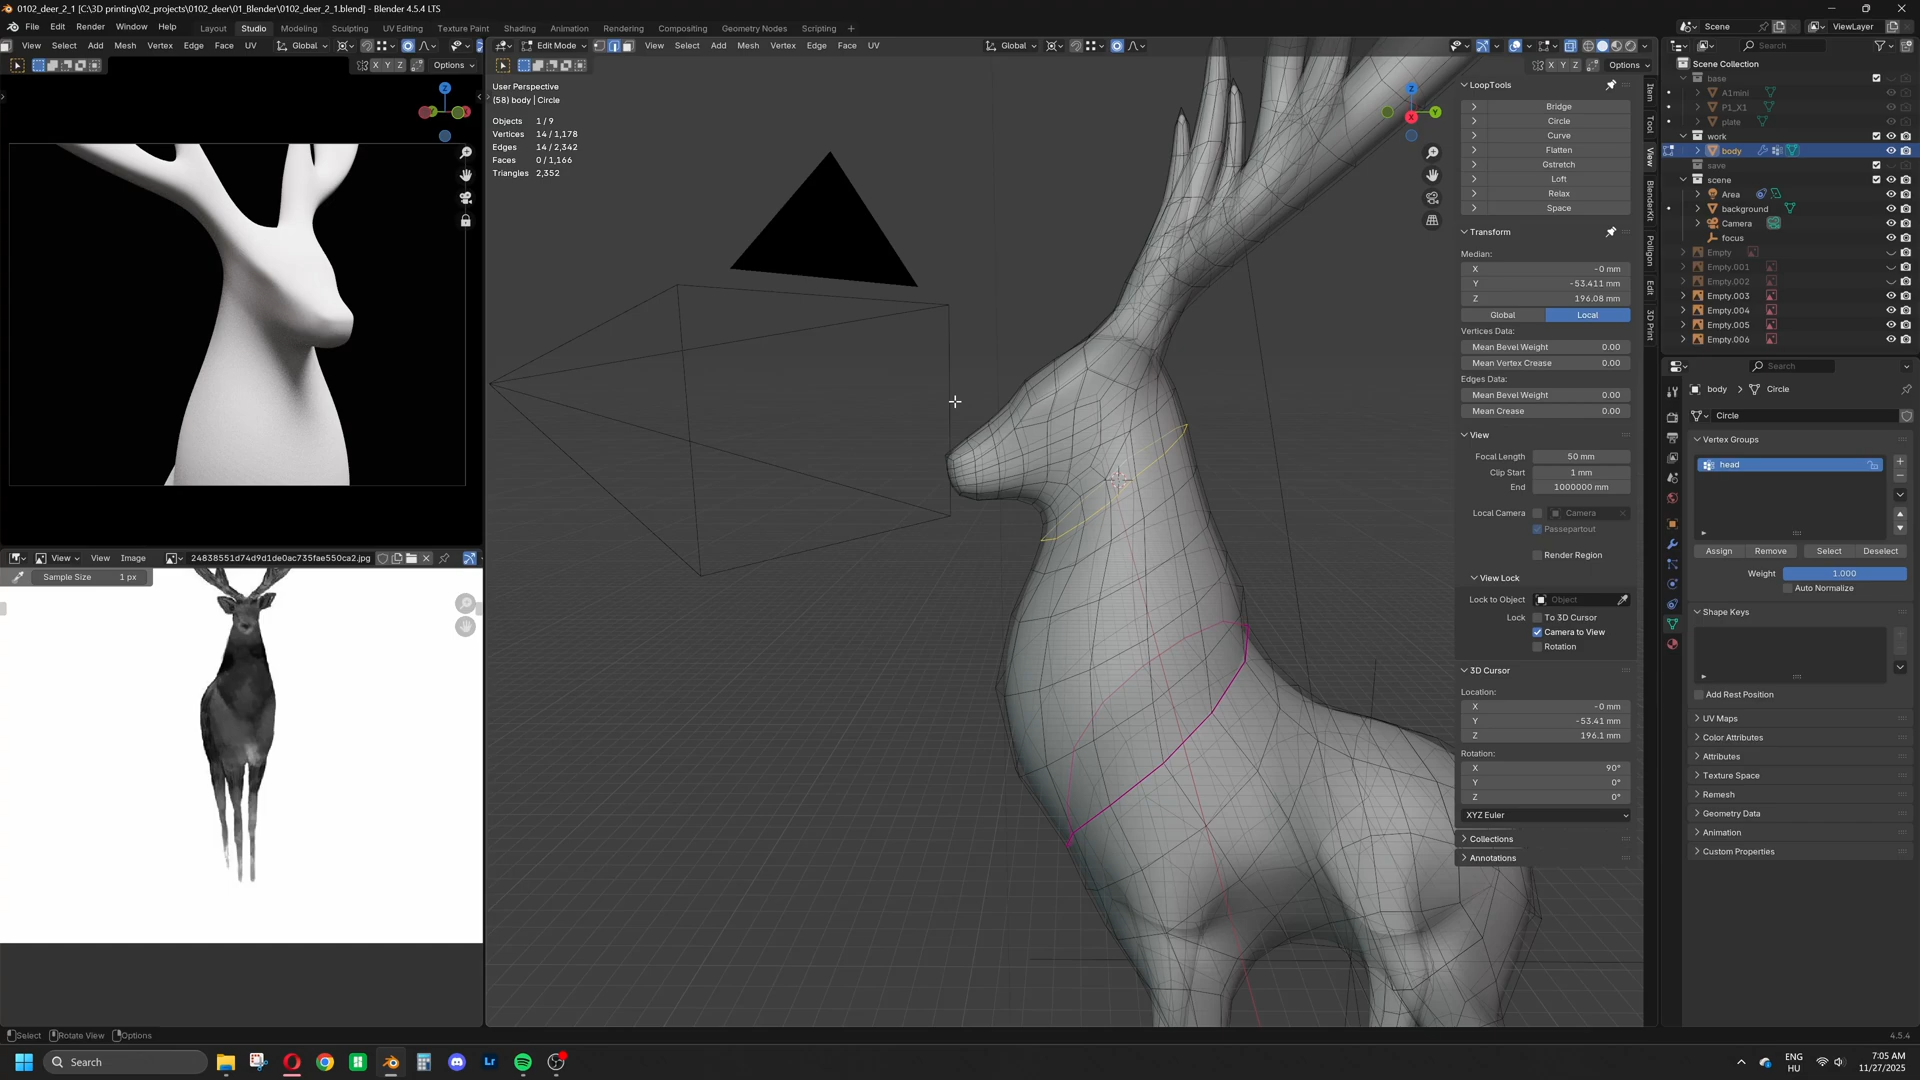 0102_deer_2_1 [C:\3D printing\02_projects\0102_deer\01_Blender\0102_deer_2_1.blend] - Blender 4.5.4 LTS
File Edit Render Window Help
Layout Studio Modeling Sculpting UV Editing Texture Paint Shading Animation Rendering Compositing Geometry Nodes Scripting +
Scene
ViewLayer
View Select Add Mesh Vertex Edge Face UV
Global
X Y Z
Options
Edit Mode
View Select Add Mesh Vertex Edge Face UV
Global
X Y Z
Options
User Perspective
(58) body | Circle
Objects 1 / 9
Vertices 14 / 1,178
Edges 14 / 2,342
Faces 0 / 1,166
Triangles 2,352
View
View Image
24838551d74d9d1de0ac735fae550ca2.jpg
Sample Size 1 px
LoopTools
Bridge
Circle
Curve
Flatten
Gstretch
Loft
Relax
Space
Transform
Median:
X -0 mm
Y -53.411 mm
Z 196.08 mm
Global Local
Vertices Data:
Mean Bevel Weight 0.00
Mean Vertex Crease 0.00
Edges Data:
Mean Bevel Weight 0.00
Mean Crease 0.00
View
Focal Length 50 mm
Clip Start 1 mm
End 1000000 mm
Local Camera Camera
Passepartout
Render Region
View Lock
Lock to Object Object
Lock To 3D Cursor
Camera to View
Rotation
3D Cursor
Location:
X -0 mm
Y -53.41 mm
Z 196.1 mm
Rotation:
X 90°
Y 0°
Z 0°
XYZ Euler
Collections
Annotations
Item
Tool
View
BlenderKit
Poliigon
Edit
3D Print
Search
Scene Collection
base
A1mini
P1_X1
plate
work
body
save
scene
Area
background
Camera
focus
Empty
Empty.001
Empty.002
Empty.003
Empty.004
Empty.005
Empty.006
Search
body > Circle
Circle
Vertex Groups
head
Assign Remove Select Deselect
Weight 1.000
Auto Normalize
Shape Keys
Add Rest Position
UV Maps
Color Attributes
Attributes
Texture Space
Remesh
Geometry Data
Animation
Custom Properties
Select Rotate View Options
4.5.4
Search
Lr
ENG
HU
7:05 AM
11/27/2025